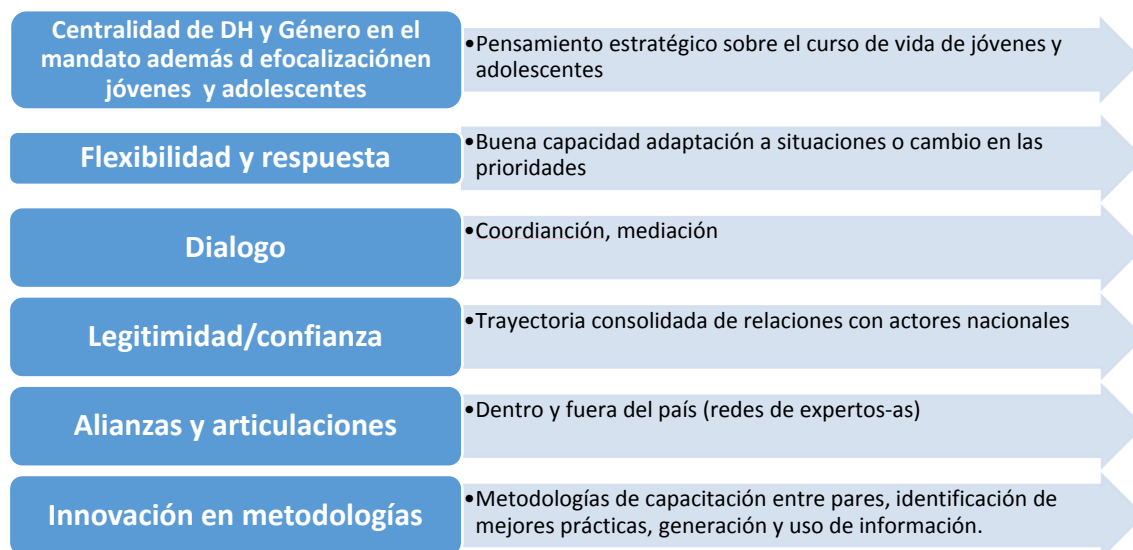 Centralidad de DH y Género en el
mandato además d efocalizaciónen
jóvenes y adolescentes
•Pensamiento estratégico sobre el curso de vida de jóvenes y
adolescentes
Flexibilidad y respuesta
•Buena capacidad adaptación a situaciones o cambio en las
prioridades
Dialogo
•Coordianción, mediación
Legitimidad/confianza
•Trayectoria consolidada de relaciones con actores nacionales
Alianzas y articulaciones
•Dentro y fuera del país (redes de expertos-as)
Innovación en metodologías
•Metodologías de capacitación entre pares, identificación de
mejores prácticas, generación y uso de información.